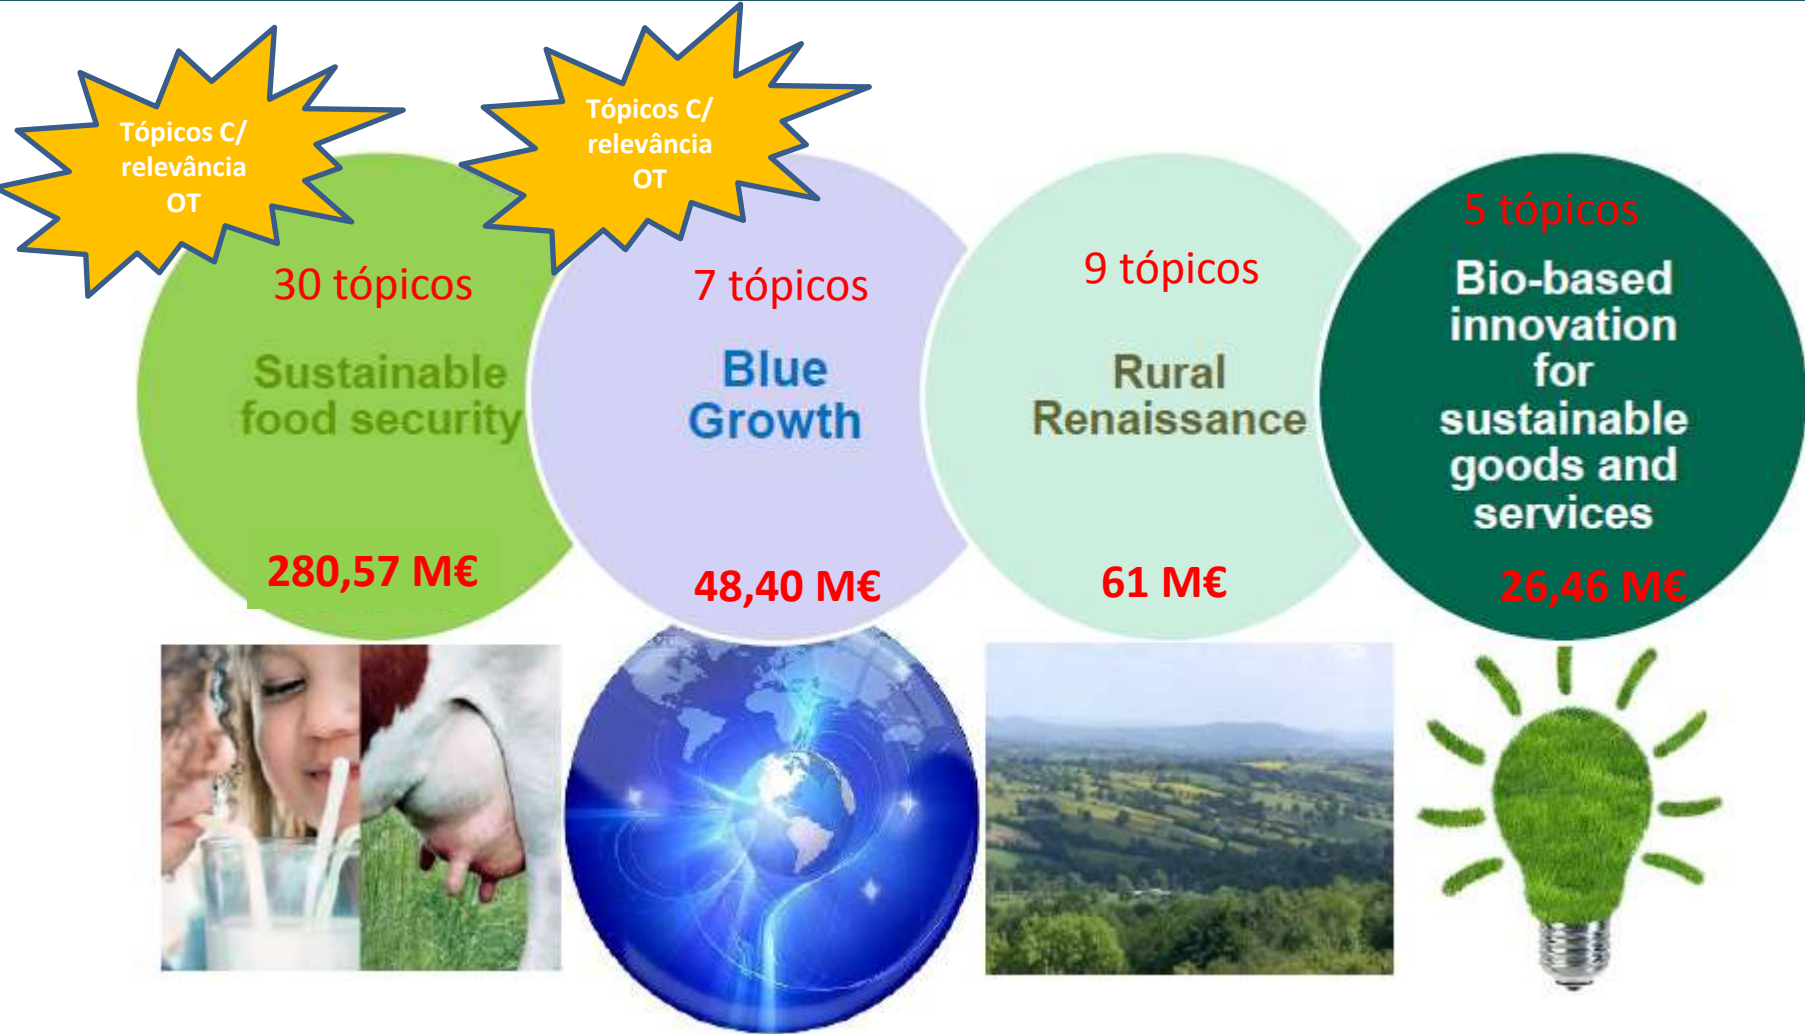 Tópicos C/
relevância
OT
Tópicos C/
relevância
OT
30 tópicos
Sustainable
food security
280,57 M€
7 tópicos
Blue
Growth
48,40 M€
9 tópicos
Rural
Renaissance
61 M€
5 tópicos
Bio-based
innovation
for
sustainable
goods and
services
26,46 M€